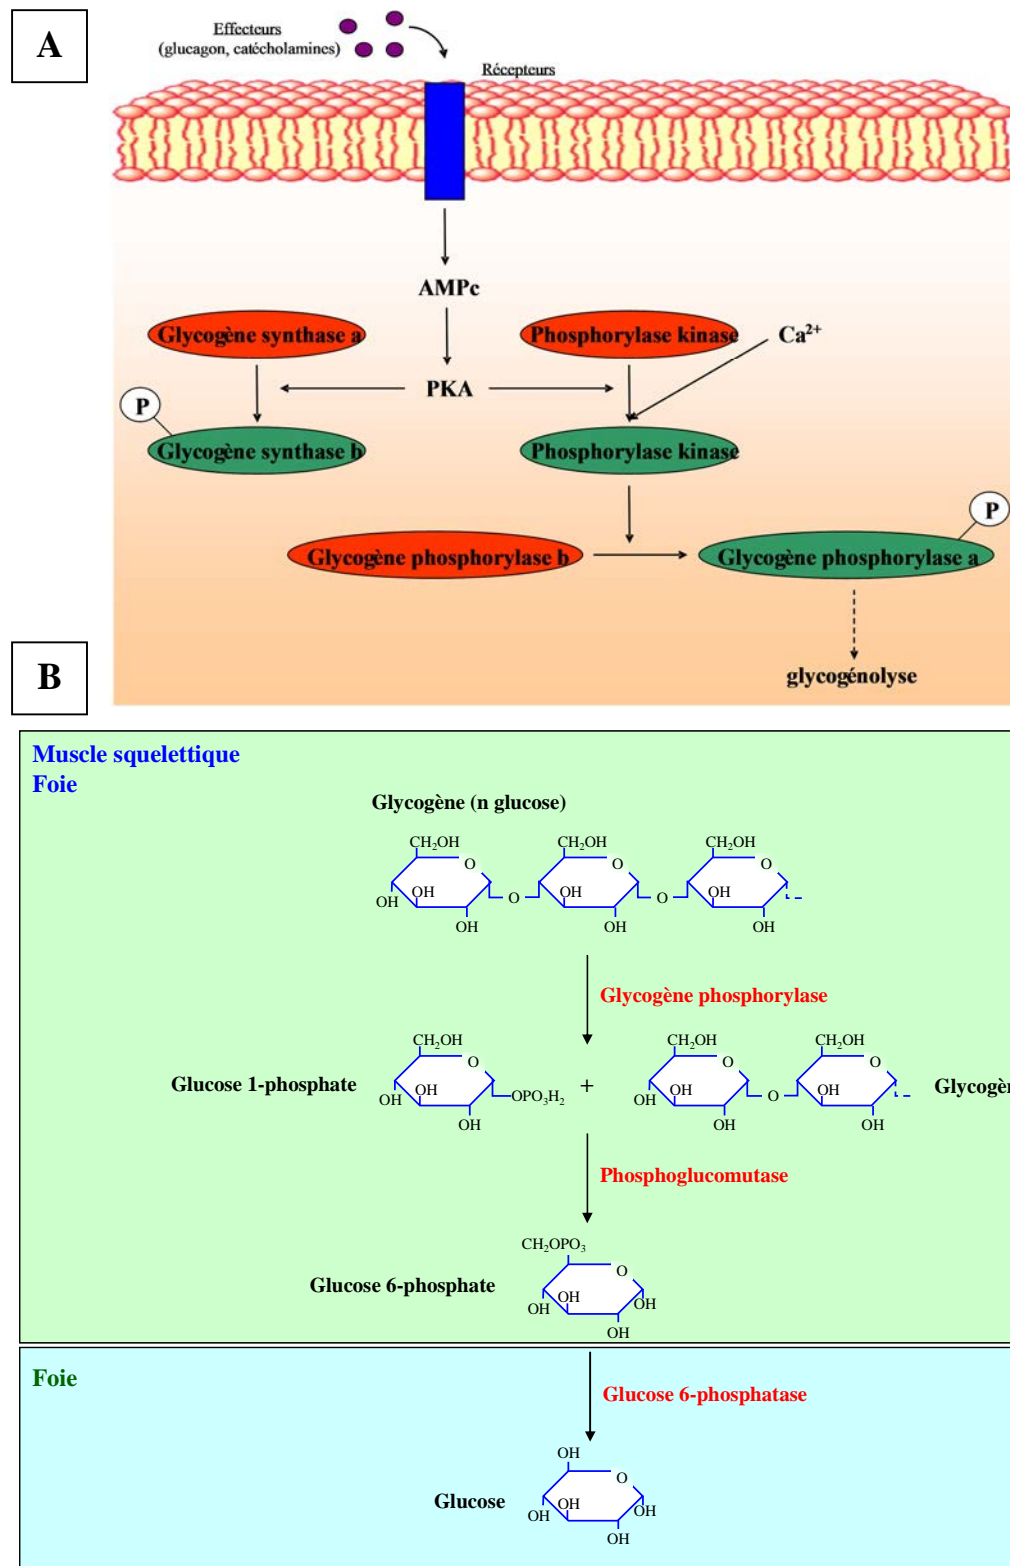 A
Effecteurs
(glucagon, catécholamines)
Récepteurs
AMPc
Glycogène synthase a
Phosphorylase kinase
Ca²⁺
PKA
P
Glycogène synthase b
Phosphorylase kinase
P
Glycogène phosphorylase b
Glycogène phosphorylase a
glycogénolyse
B
Muscle squelettique
Foie
Glycogène (n glucose)
CH₂OH CH₂OH CH₂OH
O O O
OH OH OH OH
O O
OH OH OH
Glycogène phosphorylase
CH₂OH CH₂OH CH₂OH
O O O
Glucose 1-phosphate
OH OH OPO₃H₂ + OH OH O OH
Glycogèn
OH OH OH
Phosphoglucomutase
CH₂OPO₃
O
Glucose 6-phosphate
OH OH OH
OH
Foie
Glucose 6-phosphatase
OH
O
Glucose
OH OH OH
OH